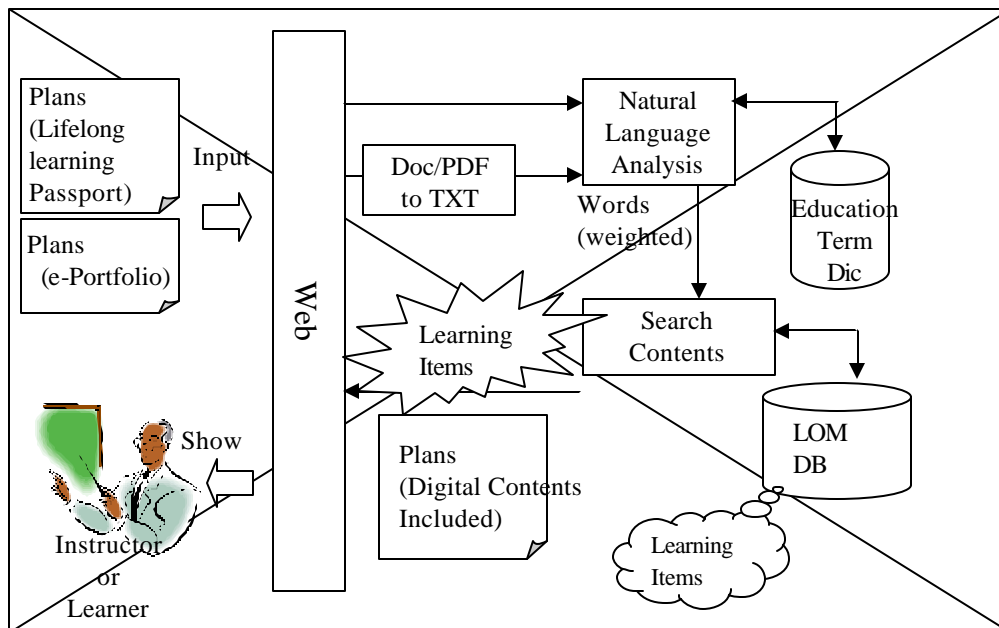 Plans
(Lifelong
learning
Passport)
Input
Plans
(e-Portfolio)
Web
Doc/PDF
to TXT
Natural
Language
Analysis
Words
(weighted)
Education
Term
Dic
Learning
Items
Search
Contents
LOM
DB
Plans
(Digital Contents
Included)
Learning
Items
Show
Instructor
or
Learner